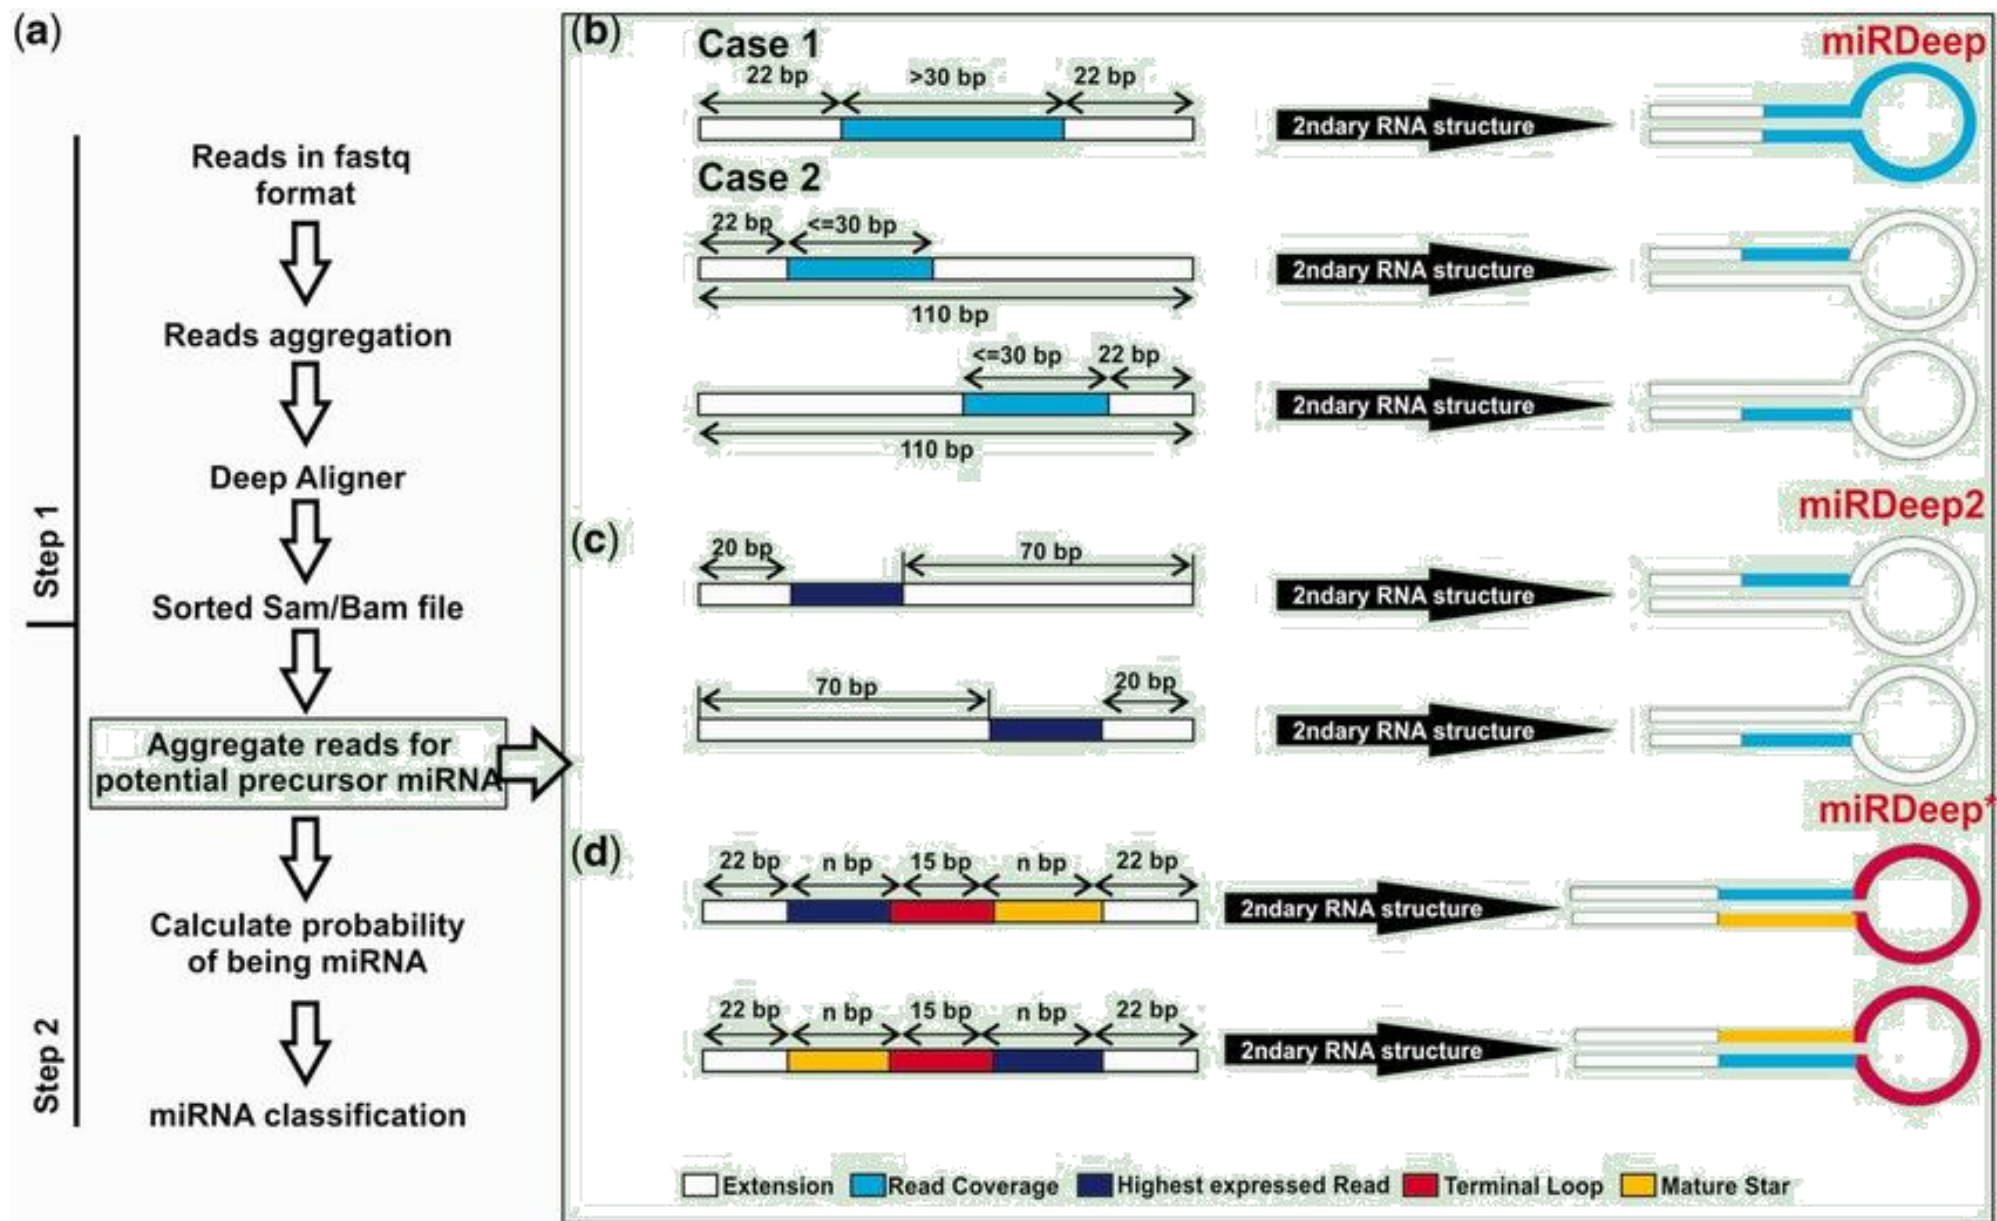 (a)
Reads in fastq
format
Reads aggregation
Deep Aligner
Sorted Sam/Bam file
Aggregate reads for
potential precursor miRNA
Calculate probability
of being miRNA
miRNA classification
Step 1
Step 2
(b)
Case 1
miRDeep
22 bp >30 bp 22 bp
2ndary RNA structure
Case 2
22 bp <=30 bp
2ndary RNA structure
110 bp
<=30 bp 22 bp
2ndary RNA structure
110 bp
miRDeep2
(c)
20 bp 70 bp
2ndary RNA structure
70 bp 20 bp
2ndary RNA structure
miRDeep*
(d)
22 bp n bp 15 bp n bp 22 bp
2ndary RNA structure
22 bp n bp 15 bp n bp 22 bp
2ndary RNA structure
Extension Read Coverage Highest expressed Read Terminal Loop Mature Star